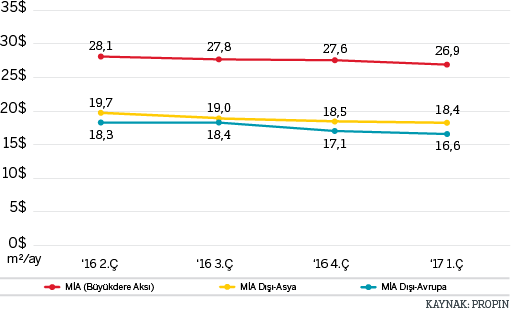 35$
30$
28,1 27,8 27,6 26,9
25$
20$
19,7 19,0 18,5 18,4
18,3 18,4 17,1 16,6
15$
10$
5$
0$
m²/ay
'16 2.Ç '16 3.Ç '16 4.Ç '17 1.Ç
MİA (Büyükdere Aksı) MİA Dışı-Asya MİA Dışı-Avrupa
KAYNAK: PROPIN